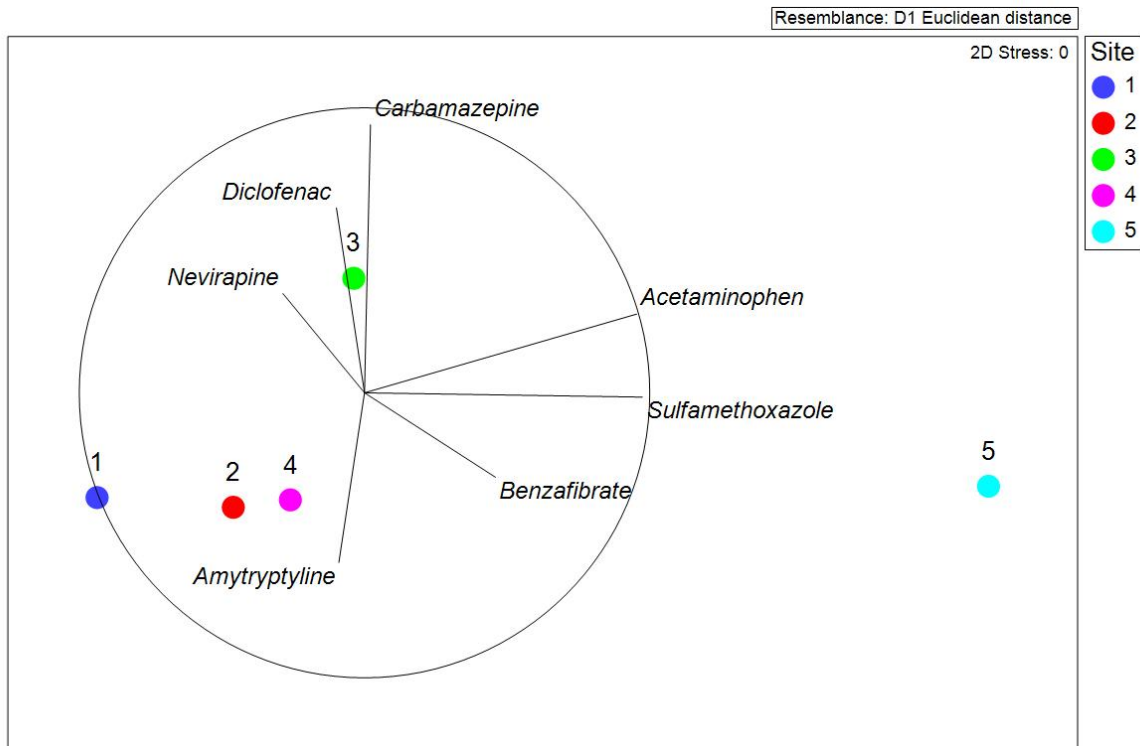 Resemblance: D1 Euclidean distance
2D Stress: 0
Site
1
2
3
4
5
Carbamazepine
Diclofenac
3
Nevirapine
Acetaminophen
Sulfamethoxazole
5
1
2
4
Benzafibrate
Amytryptyline